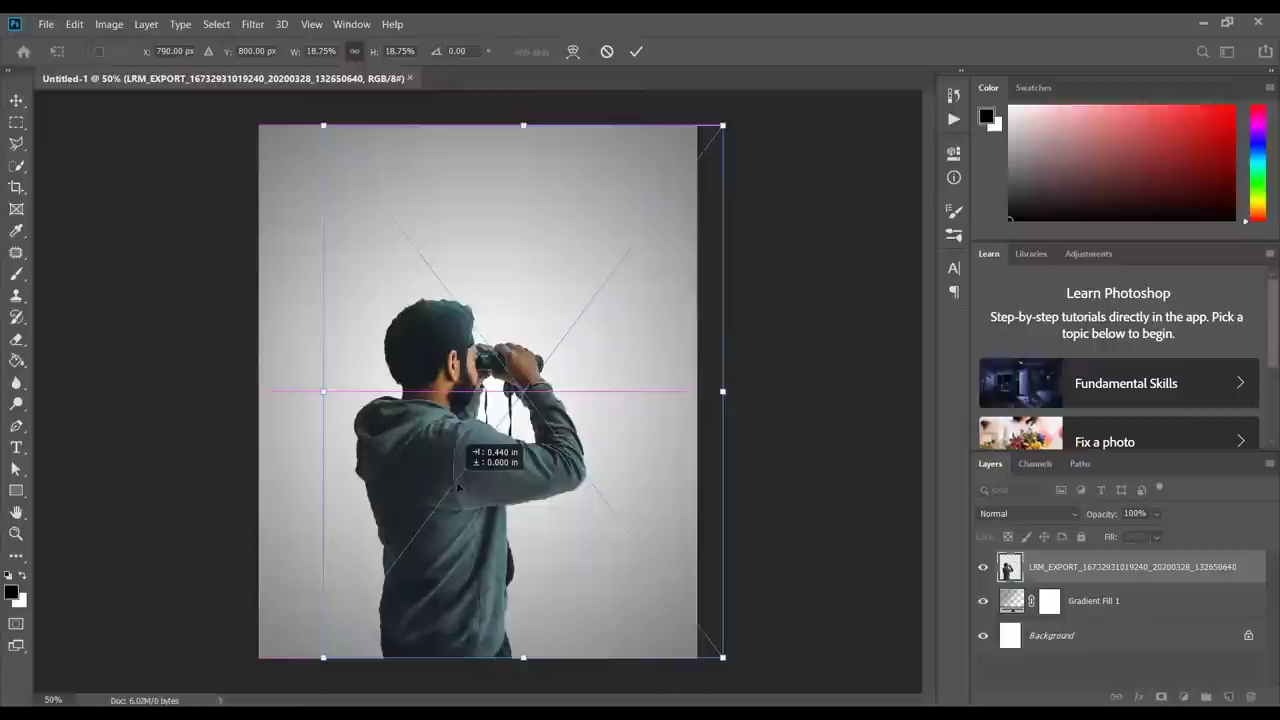 Ps File Edit Image Layer Type Select Filter 3D View Window Help
X: 790.00 px Y: 800.00 px W: 18.75% H: 18.75% 0.00 °
Untitled-1 @ 50% (LRM_EXPORT_16732931019240_20200328_132650640, RGB/8#)
Color Swatches
Learn Libraries Adjustments
Learn Photoshop
Step-by-step tutorials directly in the app. Pick a
topic below to begin.
Fundamental Skills
Fix a photo
: 0.440 in
: 0.000 in
Layers Channels Paths
Kind
Normal Opacity: 100%
Lock: Fill:
LRM_EXPORT_16732931019240_20200328_132650640
Gradient Fill 1
Background
50% Doc: 6.02M/0 bytes